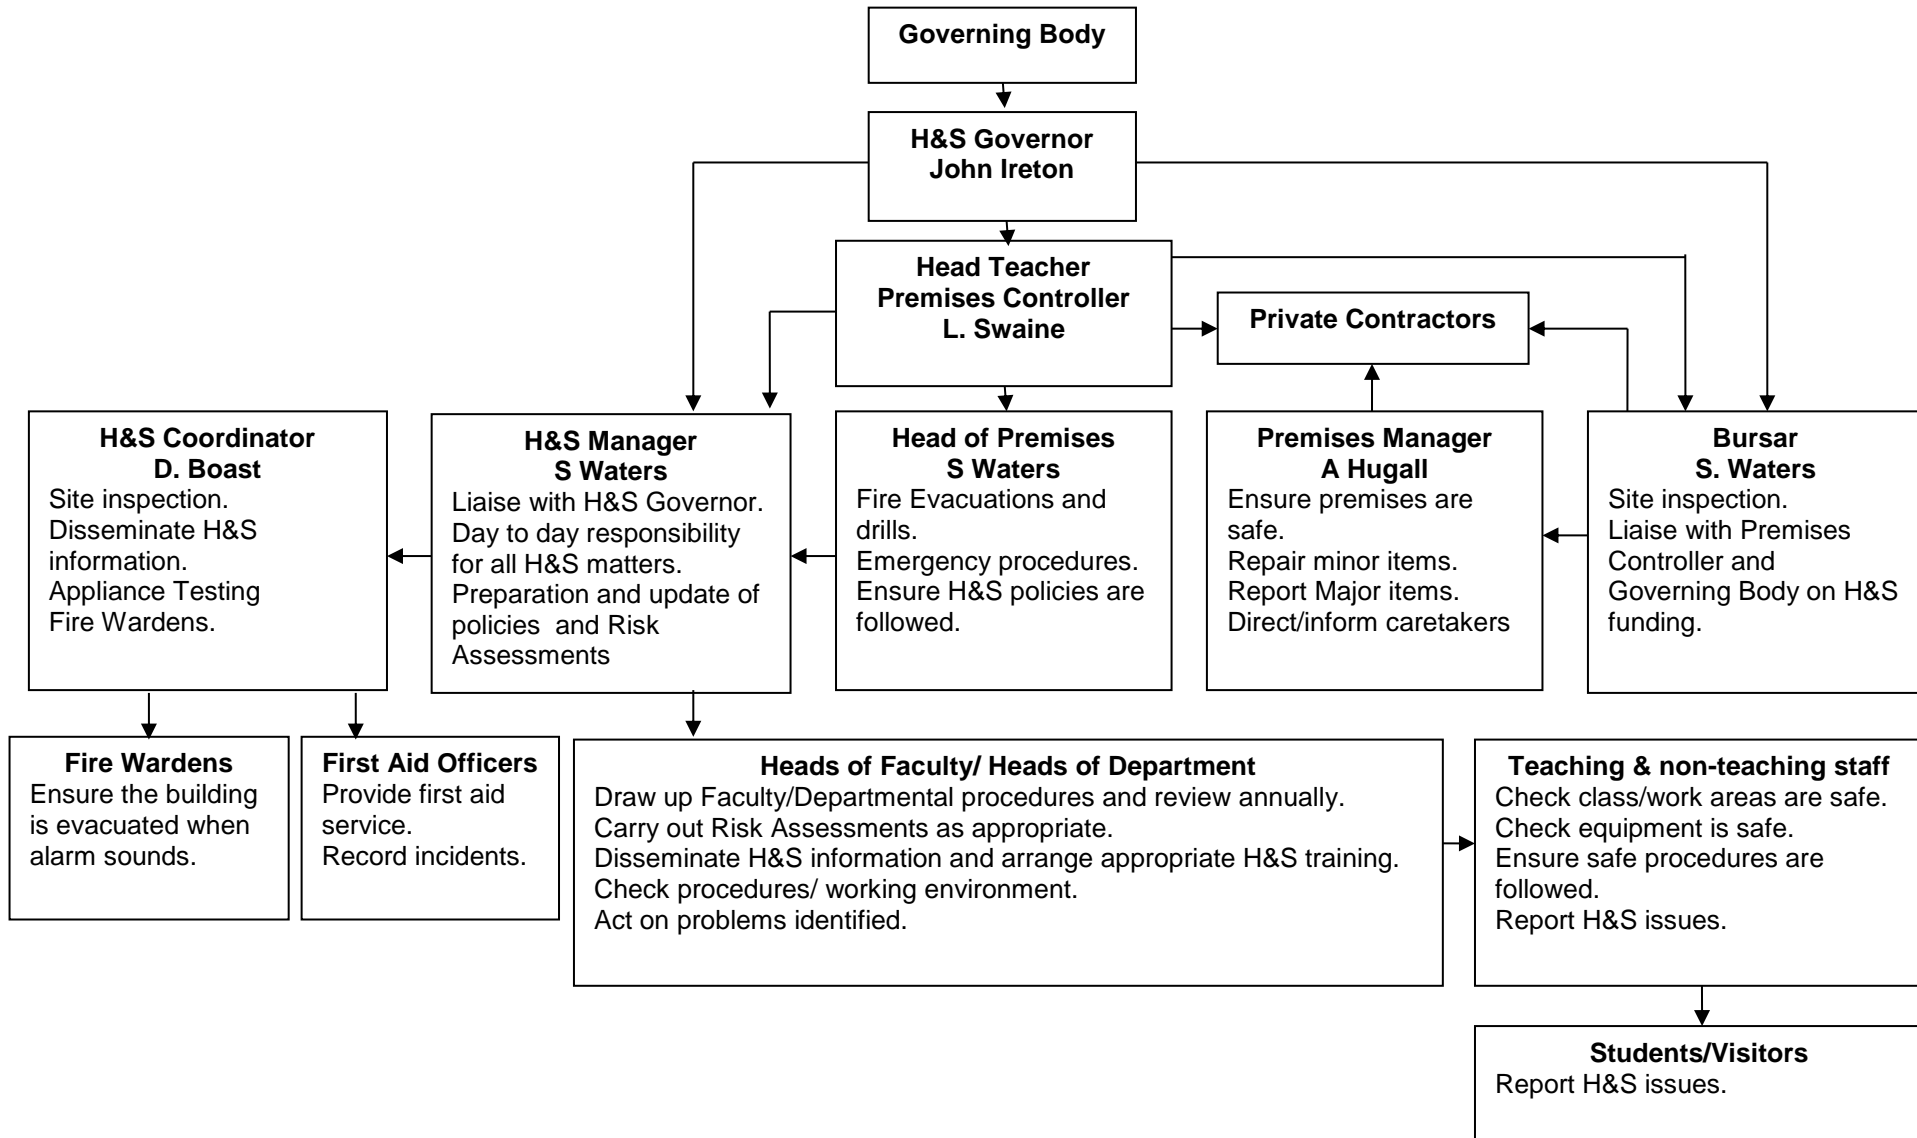 Governing Body
H&S Governor
John Ireton
Head Teacher
Premises Controller
L. Swaine
Private Contractors
H&S Coordinator
D. Boast
Site inspection.
Disseminate H&S
information.
Appliance Testing
Fire Wardens.
H&S Manager
S Waters
Liaise with H&S Governor.
Day to day responsibility
for all H&S matters.
Preparation and update of
policies  and Risk
Assessments
Head of Premises
S Waters
Fire Evacuations and
drills.
Emergency procedures.
Ensure H&S policies are
followed.
Premises Manager
A Hugall
Ensure premises are
safe.
Repair minor items.
Report Major items.
Direct/inform caretakers
Bursar
S. Waters
Site inspection.
Liaise with Premises
Controller and
Governing Body on H&S
funding.
Fire Wardens
Ensure the building
is evacuated when
alarm sounds.
First Aid Officers
Provide first aid
service.
Record incidents.
Heads of Faculty/ Heads of Department
Draw up Faculty/Departmental procedures and review annually.
Carry out Risk Assessments as appropriate.
Disseminate H&S information and arrange appropriate H&S training.
Check procedures/ working environment.
Act on problems identified.
Teaching & non-teaching staff
Check class/work areas are safe.
Check equipment is safe.
Ensure safe procedures are
followed.
Report H&S issues.
Students/Visitors
Report H&S issues.